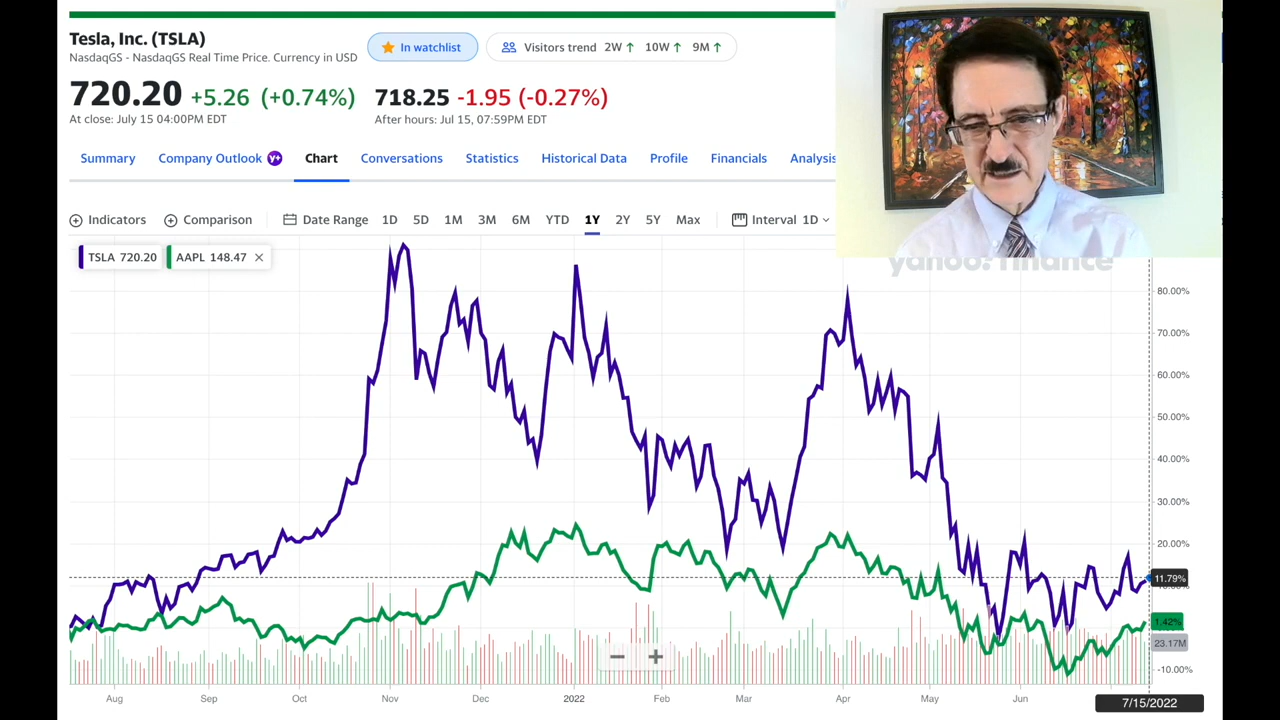 Tesla, Inc. (TSLA)
NasdaqGS - NasdaqGS Real Time Price. Currency in USD
In watchlist
Visitors trend 2W 10W 9M
720.20 +5.26 (+0.74%) 718.25 -1.95 (-0.27%)
At close: July 15 04:00PM EDT After hours: Jul 15, 07:59PM EDT
Summary Company Outlook Y+ Chart Conversations Statistics Historical Data Profile Financials Analysis
Indicators Comparison Date Range 1D 5D 1M 3M 6M YTD 1Y 2Y 5Y Max Interval 1D
TSLA 720.20 AAPL 148.47
yahoo! finance
80.00%
70.00%
60.00%
50.00%
40.00%
30.00%
20.00%
11.79%
1.42%
23.17M
-10.00%
Aug Sep Oct Nov Dec 2022 Feb Mar Apr May Jun
7/15/2022